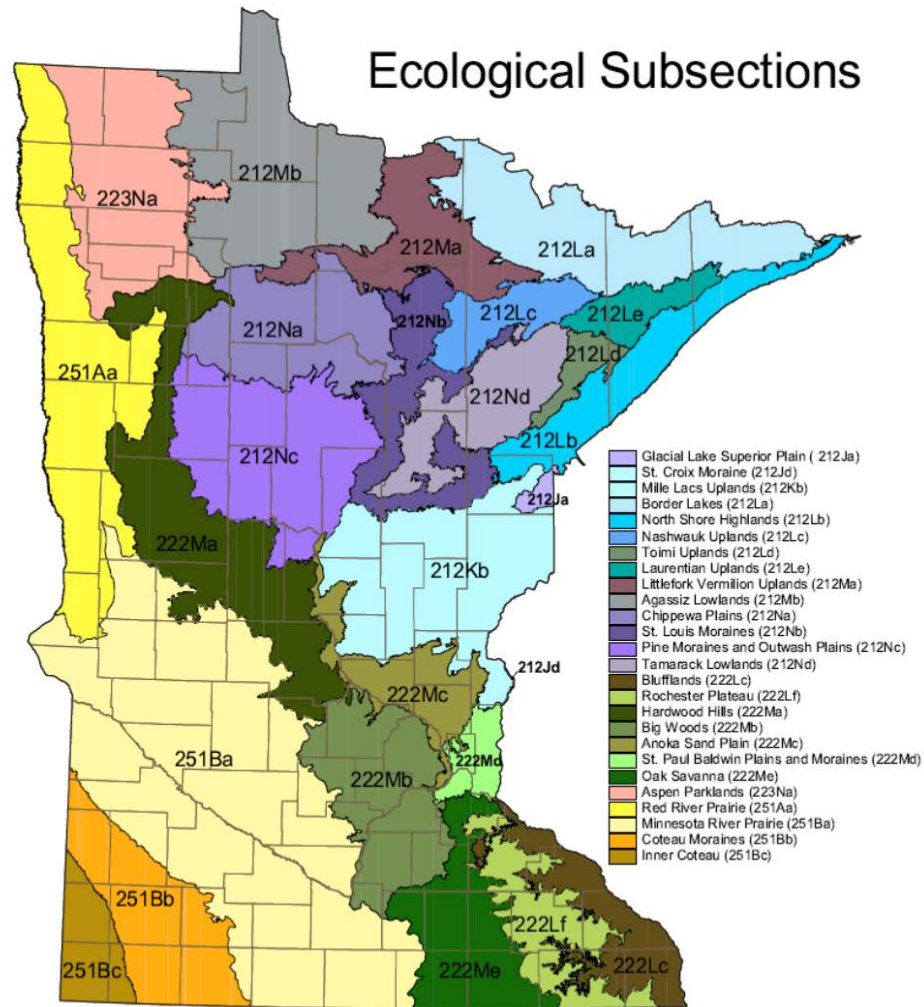 Ecological Subsections
212Mb
223Na
212Ma
212La
212Na
212Nb
212Lc
212Le
212Ld
251Aa
212Nd
212Lb
212Nc
212Ja
222Ma
212Kb
212Jd
222Mc
251Ba
222Md
222Mb
251Bb
222Lf
251Bc
222Me
222Lc
Glacial Lake Superior Plain ( 212Ja)
St. Croix Moraine (212Jd)
Mille Lacs Uplands (212Kb)
Border Lakes (212La)
North Shore Highlands (212Lb)
Nashwauk Uplands (212Lc)
Toimi Uplands (212Ld)
Laurentian Uplands (212Le)
Littlefork Vermilion Uplands (212Ma)
Agassiz Lowlands (212Mb)
Chippewa Plains (212Na)
St. Louis Moraines (212Nb)
Pine Moraines and Outwash Plains (212Nc)
Tamarack Lowlands (212Nd)
Blufflands (222Lc)
Rochester Plateau (222Lf)
Hardwood Hills (222Ma)
Big Woods (222Mb)
Anoka Sand Plain (222Mc)
St. Paul Baldwin Plains and Moraines (222Md)
Oak Savanna (222Me)
Aspen Parklands (223Na)
Red River Prairie (251Aa)
Minnesota River Prairie (251Ba)
Coteau Moraines (251Bb)
Inner Coteau (251Bc)